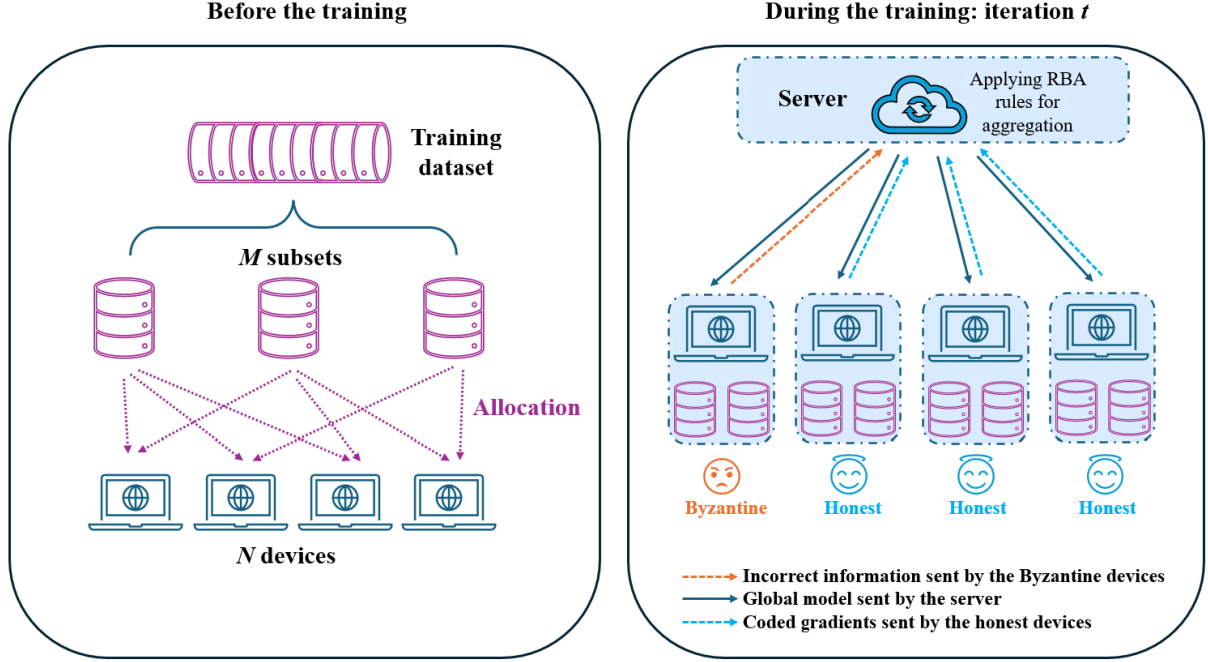 Before the training
Training
dataset
M subsets
Allocation
N devices
During the training: iteration t
Server
Applying RBA
rules for
aggregation
Byzantine
Honest
Honest
Honest
Incorrect information sent by the Byzantine devices
Global model sent by the server
Coded gradients sent by the honest devices